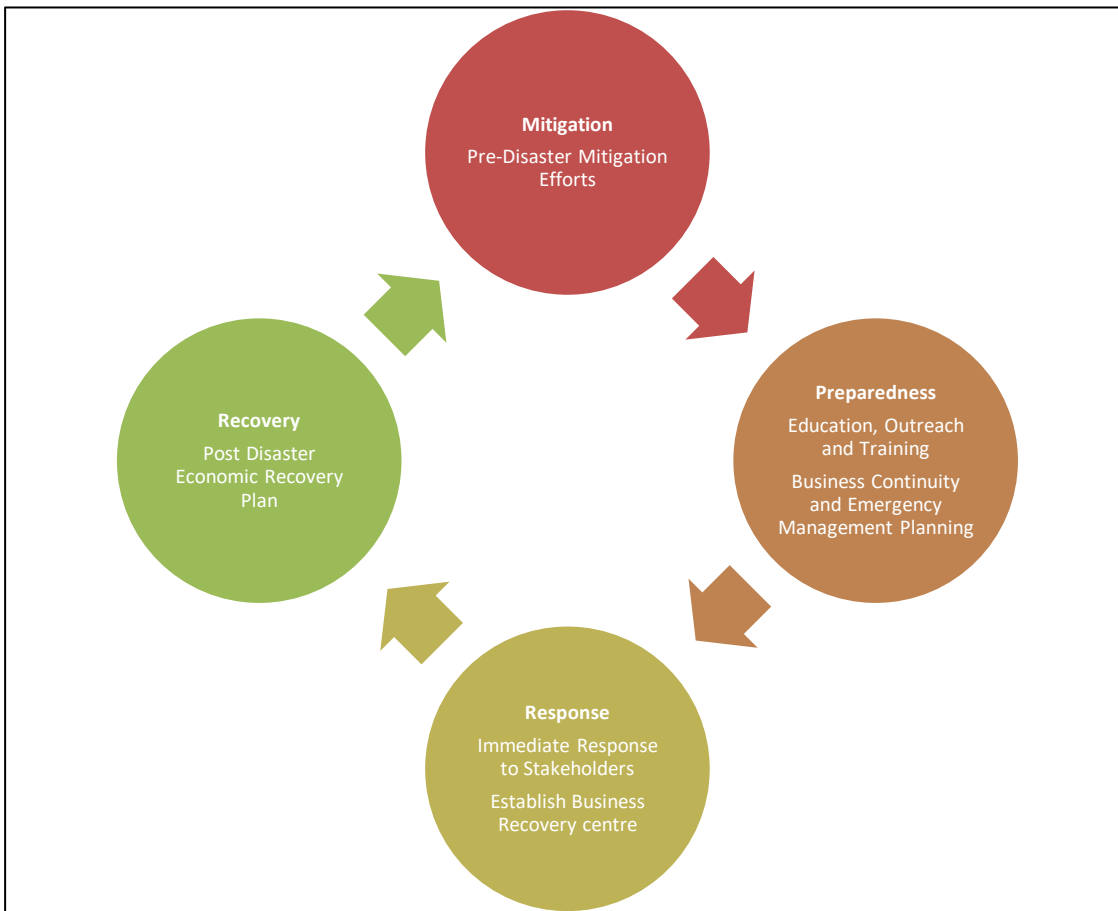 Mitigation
Pre-Disaster Mitigation
Efforts
Preparedness
Education, Outreach
and Training
Business Continuity
and Emergency
Management Planning
Response
Immediate Response
to Stakeholders
Establish Business
Recovery centre
Recovery
Post Disaster
Economic Recovery
Plan